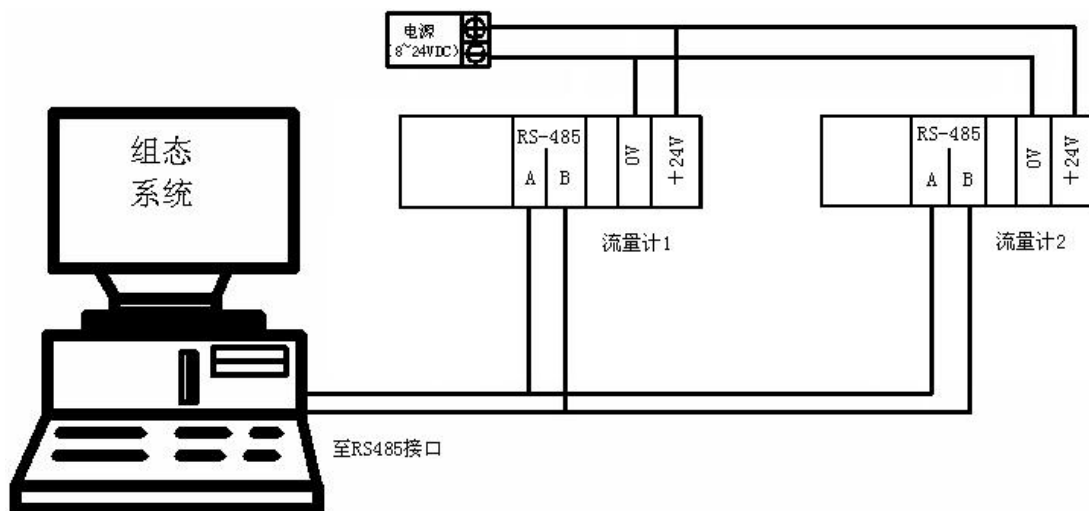 电源
(8~24VDC)
组态
系统
RS-485
A
B
0V
+24V
流量计1
RS-485
A
B
0V
+24V
流量计2
至RS485接口